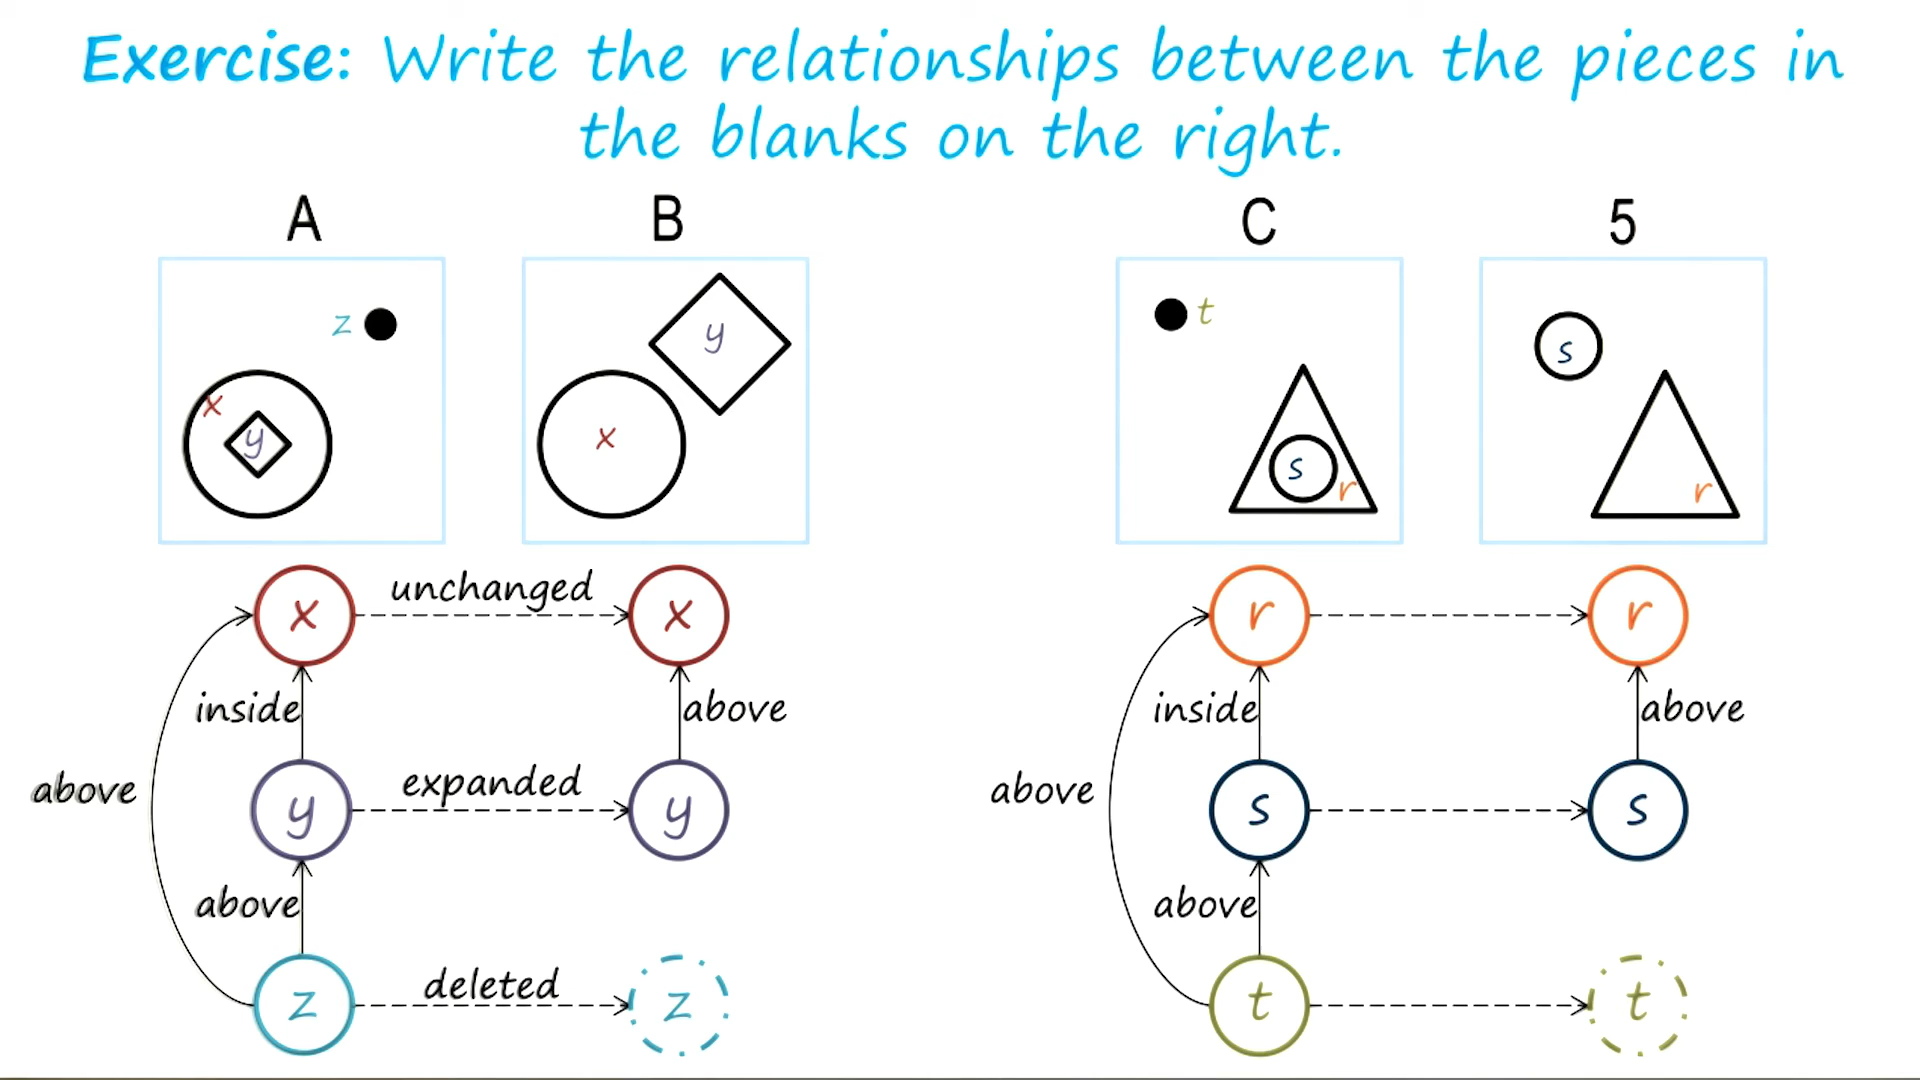 Exercise: Write the relationships between the pieces in
the blanks on the right.
A B C 5
z t
y
s
x y x s r r
x unchanged x r r
inside above inside above
above y expanded y above s s
above above
z deleted z t t